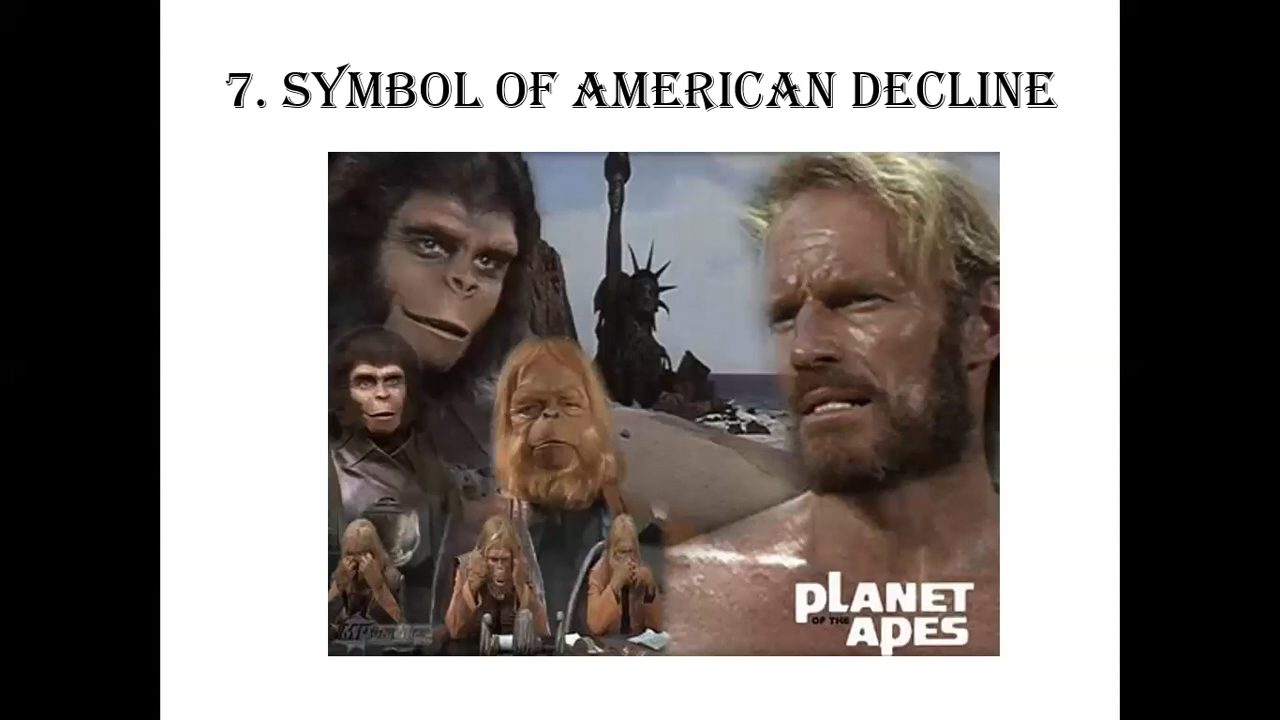 7. SYMBOL OF AMERICAN DECLINE
PLANET
OF THE
APES